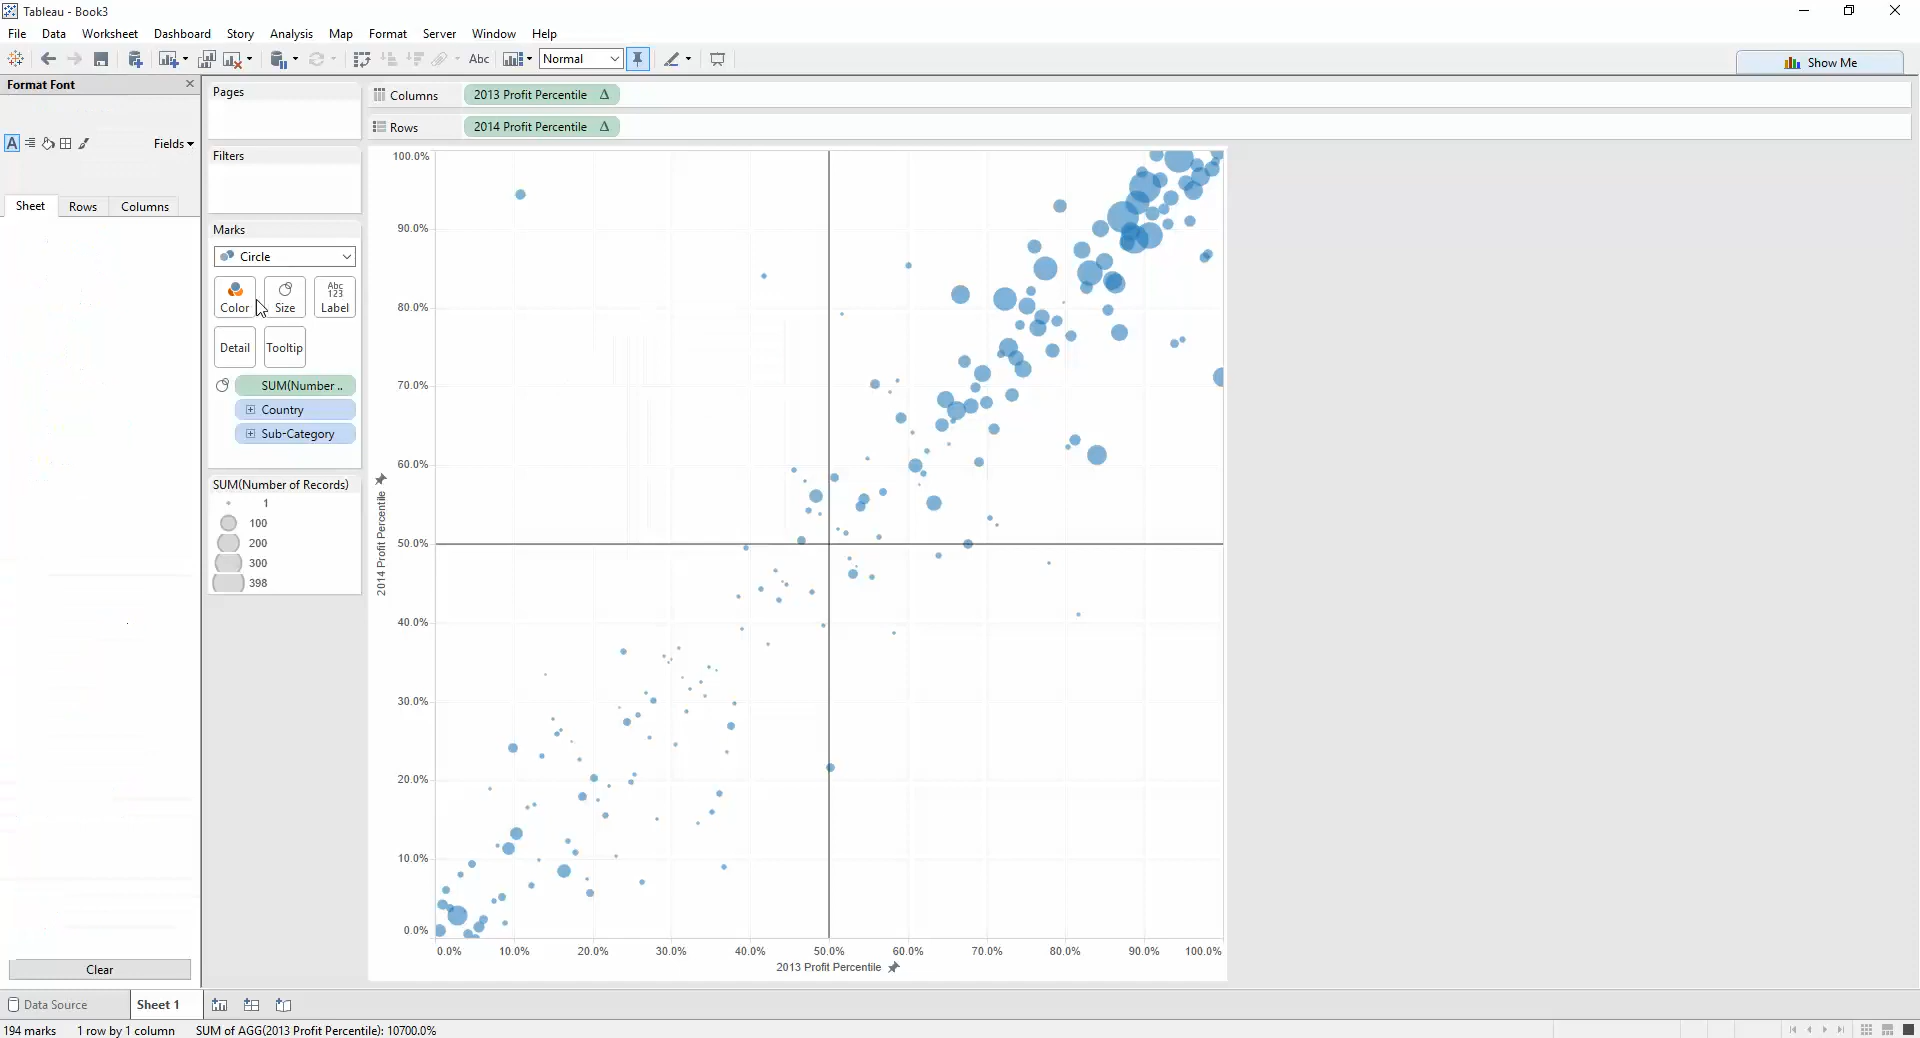 Tableau - Book3
File Data Worksheet Dashboard Story Analysis Map Format Server Window Help
Abc Normal Show Me
Format Font
Fields
Sheet Rows Columns
Clear
Pages
Filters
Marks
Circle
Color Size Abc 123 Label
Detail Tooltip
SUM(Number ..
Country
Sub-Category
SUM(Number of Records)
1
100
200
300
398
Columns 2013 Profit Percentile Δ
Rows 2014 Profit Percentile Δ
100.0%
90.0%
80.0%
70.0%
60.0%
50.0%
40.0%
30.0%
20.0%
10.0%
0.0%
2014 Profit Percentile
0.0% 10.0% 20.0% 30.0% 40.0% 50.0% 60.0% 70.0% 80.0% 90.0% 100.0%
2013 Profit Percentile
Data Source Sheet 1
194 marks 1 row by 1 column SUM of AGG(2013 Profit Percentile): 10700.0%